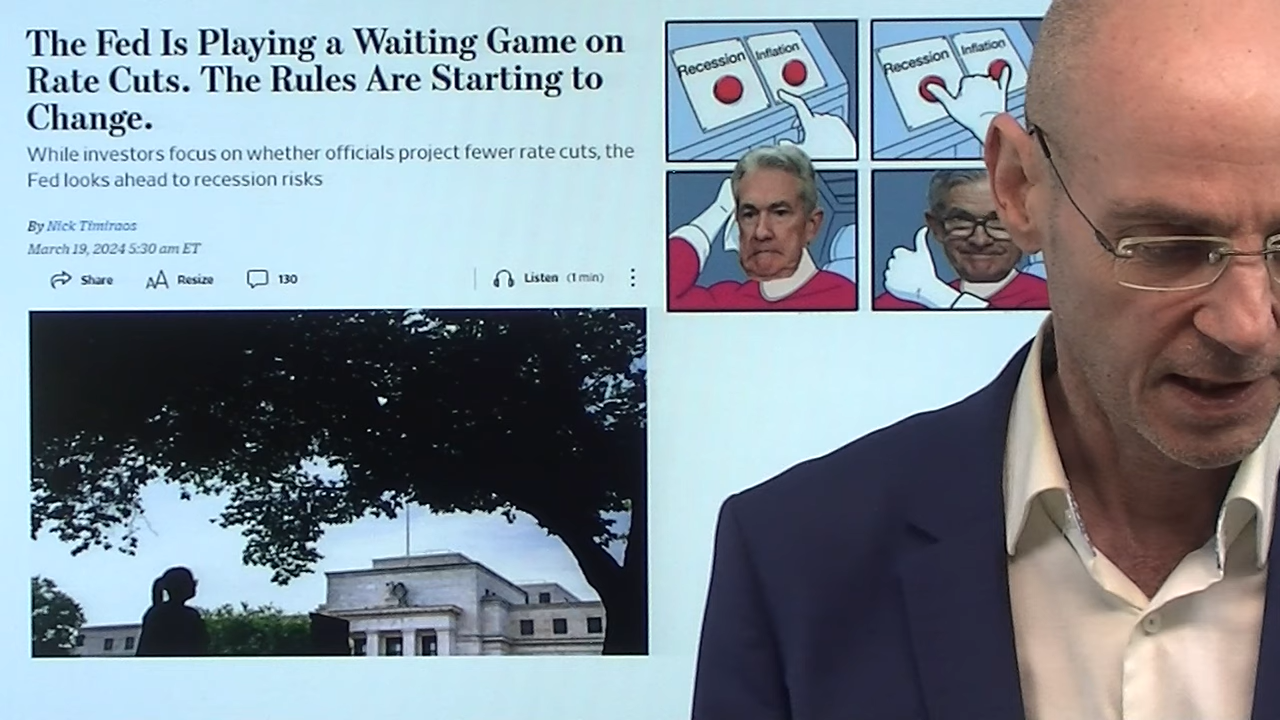 The Fed Is Playing a Waiting Game on
Rate Cuts. The Rules Are Starting to
Change.
While investors focus on whether officials project fewer rate cuts, the
Fed looks ahead to recession risks
By Nick Timiraos
March 19, 2024 5:30 am ET
Share
Resize
130
Listen (1 min)
Recession
Inflation
Recession
Inflation